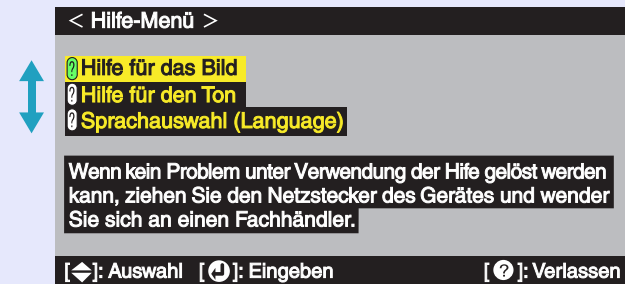 < Hilfe-Menü >
Hilfe für das Bild
Hilfe für den Ton
Sprachauswahl (Language)
Wenn kein Problem unter Verwendung der Hife gelöst werden
kann, ziehen Sie den Netzstecker des Gerätes und wender
Sie sich an einen Fachhändler.
[◆]: Auswahl [↵]: Eingeben [?]: Verlassen